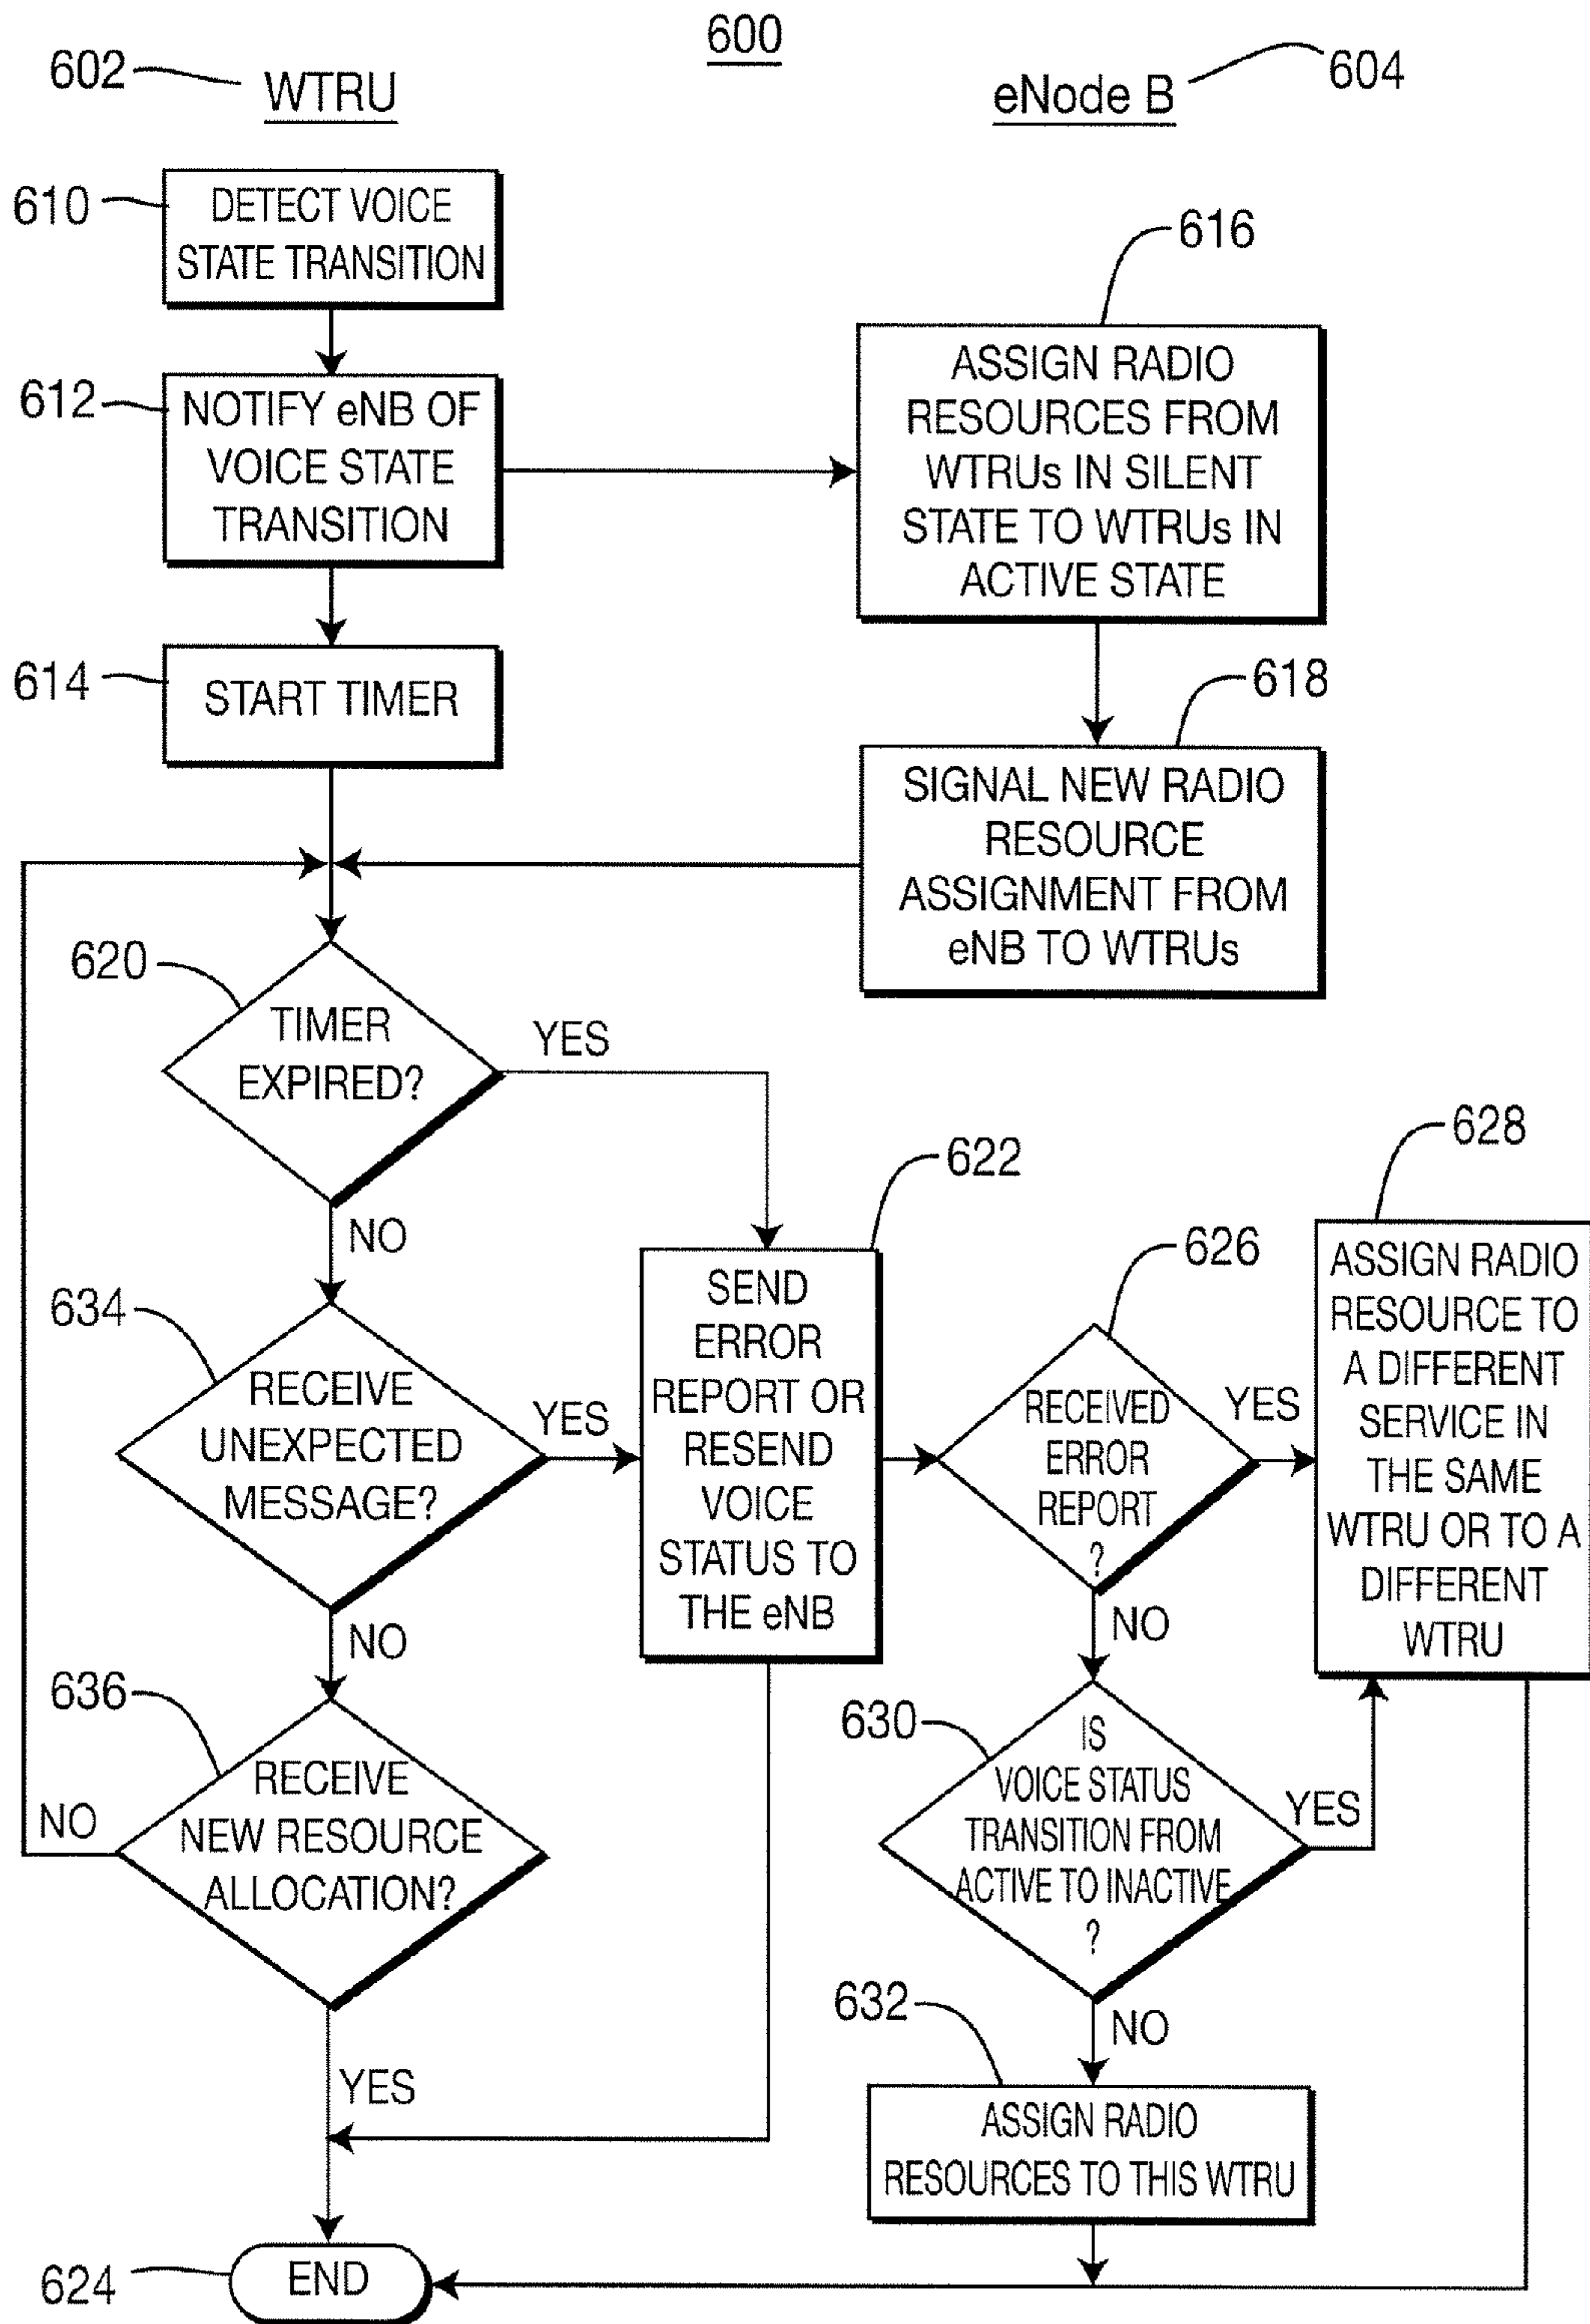 600
602
WTRU
eNode B
604
610
DETECT VOICE
STATE TRANSITION
612
NOTIFY eNB OF
VOICE STATE
TRANSITION
616
ASSIGN RADIO
RESOURCES FROM
WTRUs IN SILENT
STATE TO WTRUs IN
ACTIVE STATE
614
START TIMER
618
SIGNAL NEW RADIO
RESOURCE
ASSIGNMENT FROM
eNB TO WTRUs
620
TIMER
EXPIRED?
YES
NO
622
SEND
ERROR
REPORT OR
RESEND
VOICE
STATUS TO
THE eNB
634
RECEIVE
UNEXPECTED
MESSAGE?
YES
NO
626
RECEIVED
ERROR
REPORT
?
YES
NO
628
ASSIGN RADIO
RESOURCE TO
A DIFFERENT
SERVICE IN
THE SAME
WTRU OR TO A
DIFFERENT
WTRU
636
RECEIVE
NEW RESOURCE
ALLOCATION?
NO
YES
630
IS
VOICE STATUS
TRANSITION FROM
ACTIVE TO INACTIVE
?
YES
NO
632
ASSIGN RADIO
RESOURCES TO THIS WTRU
624
END